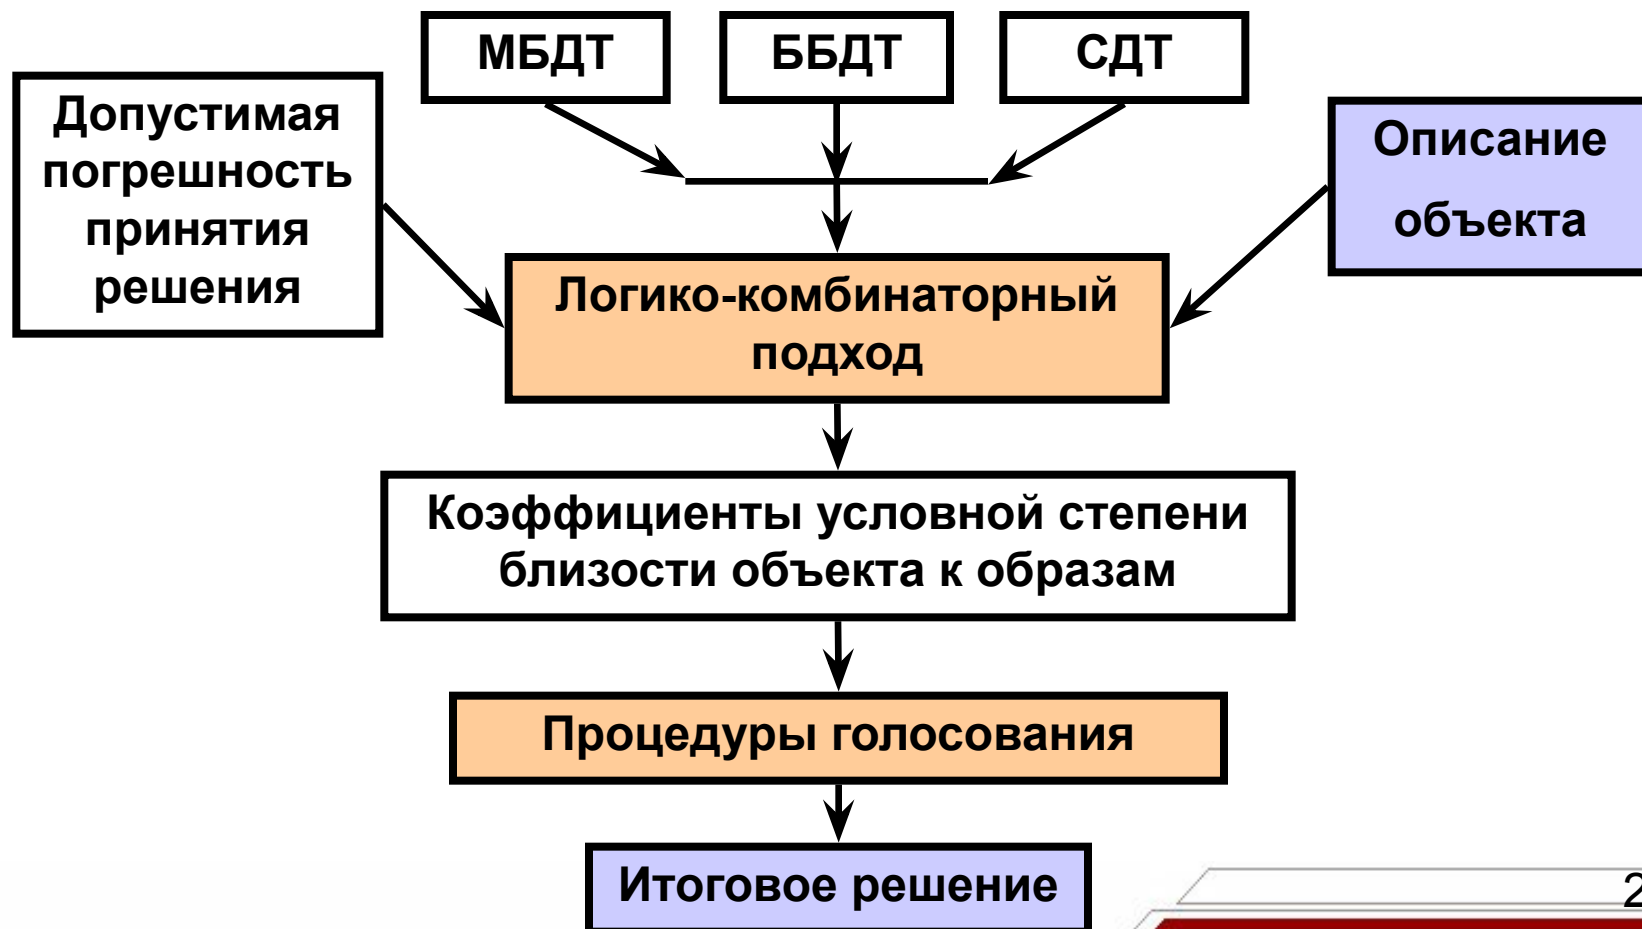 МБДТ
ББДТ
СДТ
Допустимая
погрешность
принятия
решения
Описание
объекта
Логико-комбинаторный
подход
Коэффициенты условной степени
близости объекта к образам
Процедуры голосования
Итоговое решение
2